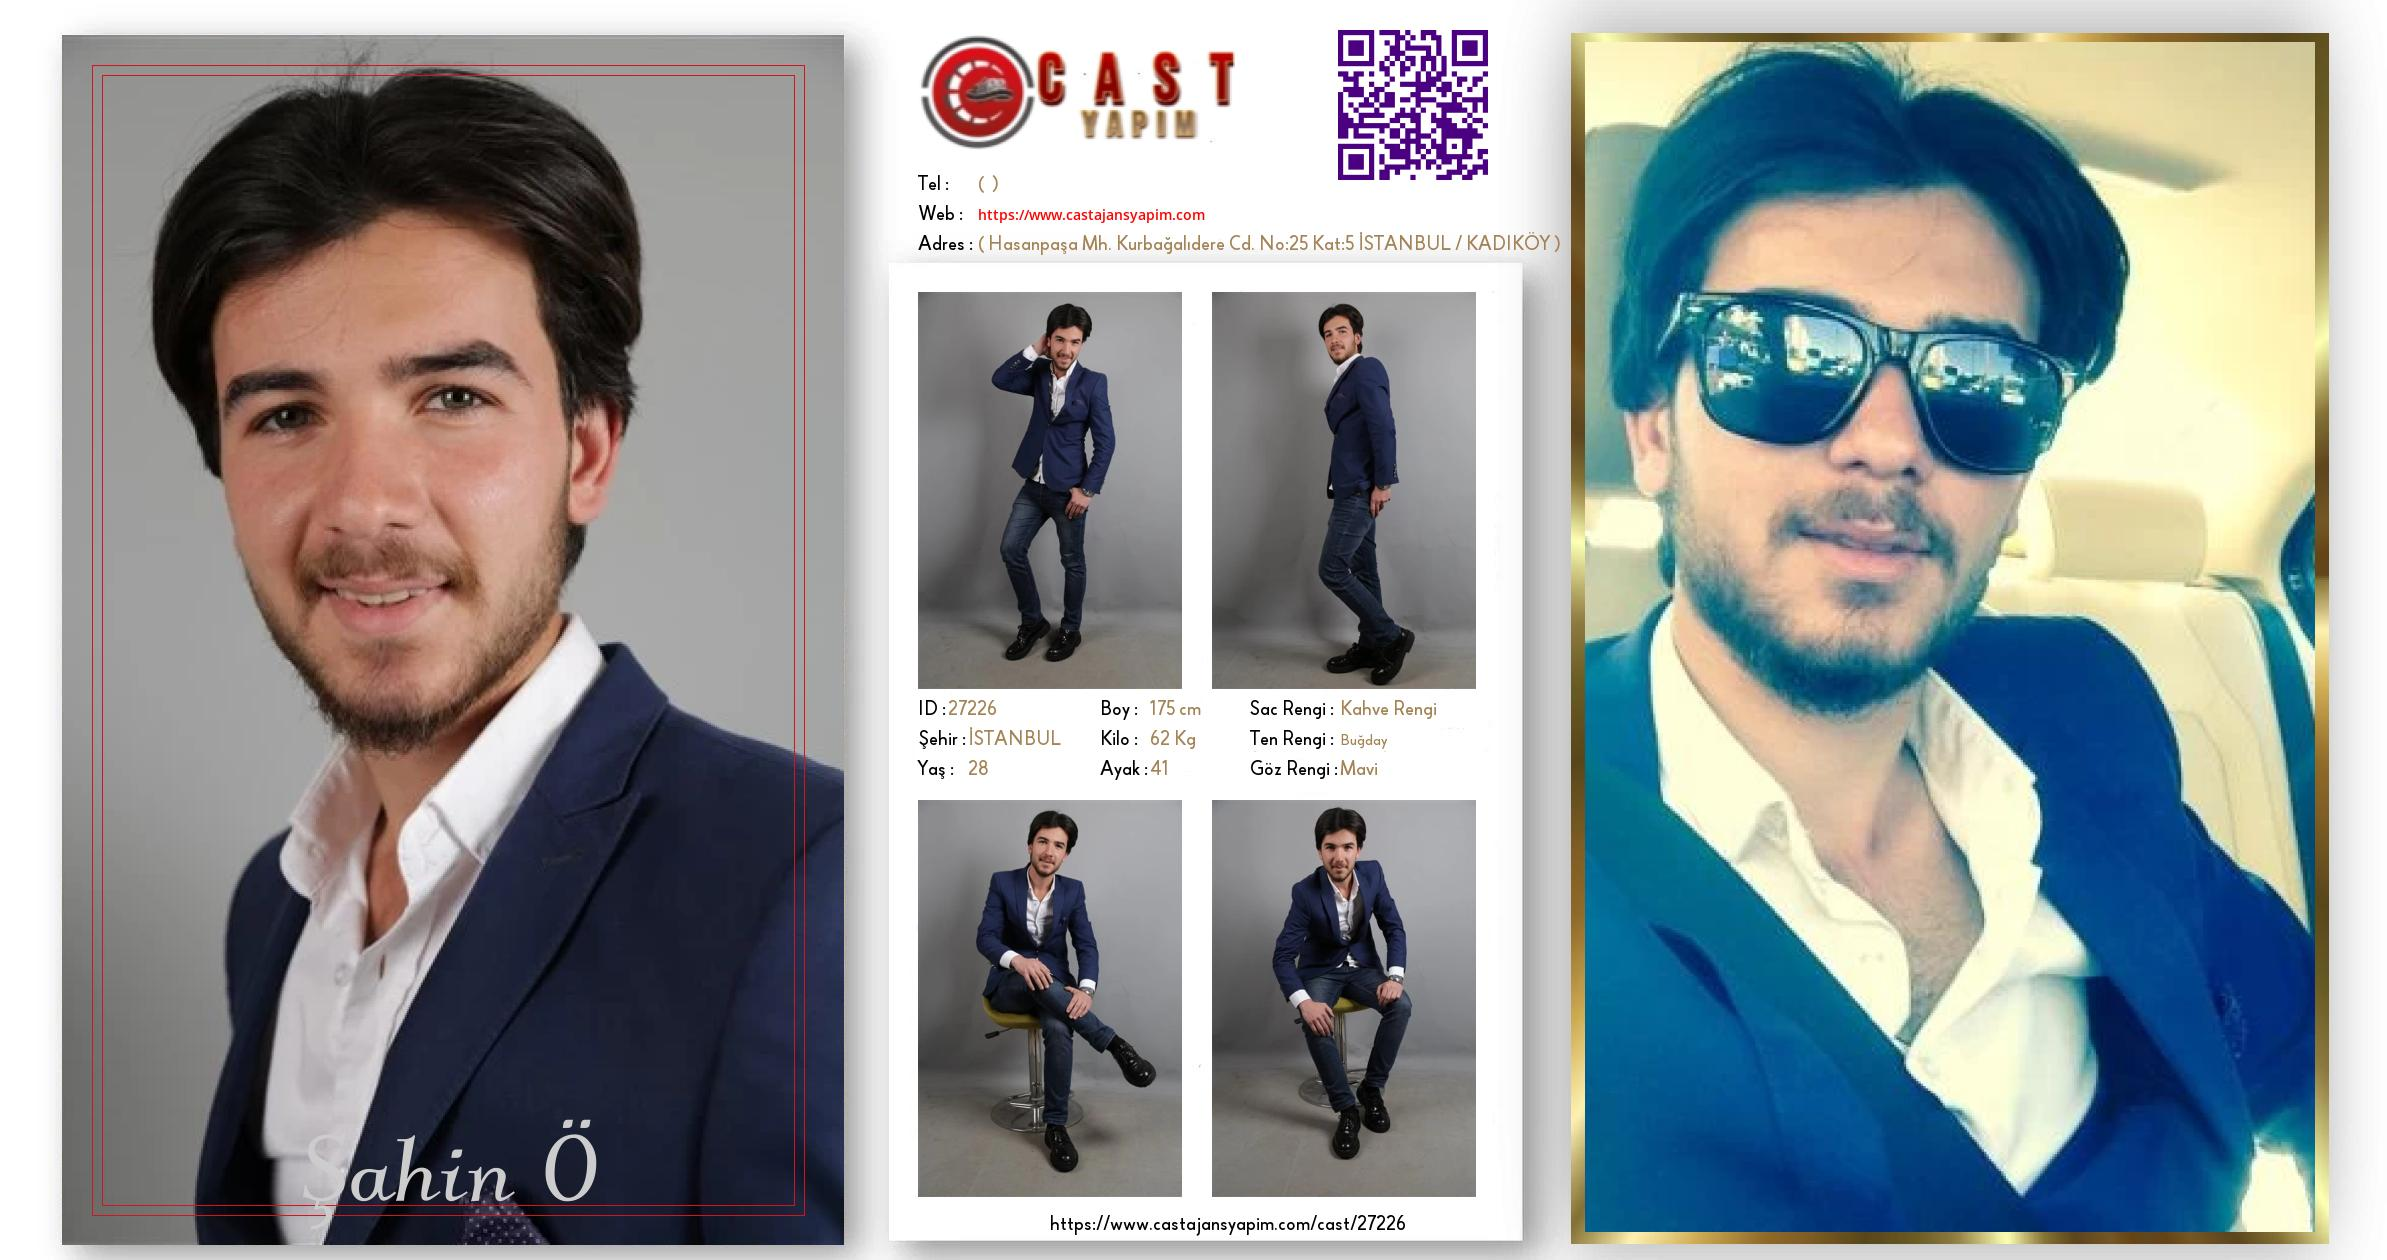 Şahin Ö
CAST
YAPIM
Tel : ( )
Web : https://www.castajansyapim.com
Adres : ( Hasanpaşa Mh. Kurbağalıdere Cd. No:25 Kat:5 İSTANBUL / KADIKÖY )
ID : 27226 Boy : 175 cm Sac Rengi : Kahve Rengi
Şehir : İSTANBUL Kilo : 62 Kg Ten Rengi : Buğday
Yaş : 28 Ayak : 41 Göz Rengi : Mavi
https://www.castajansyapim.com/cast/27226